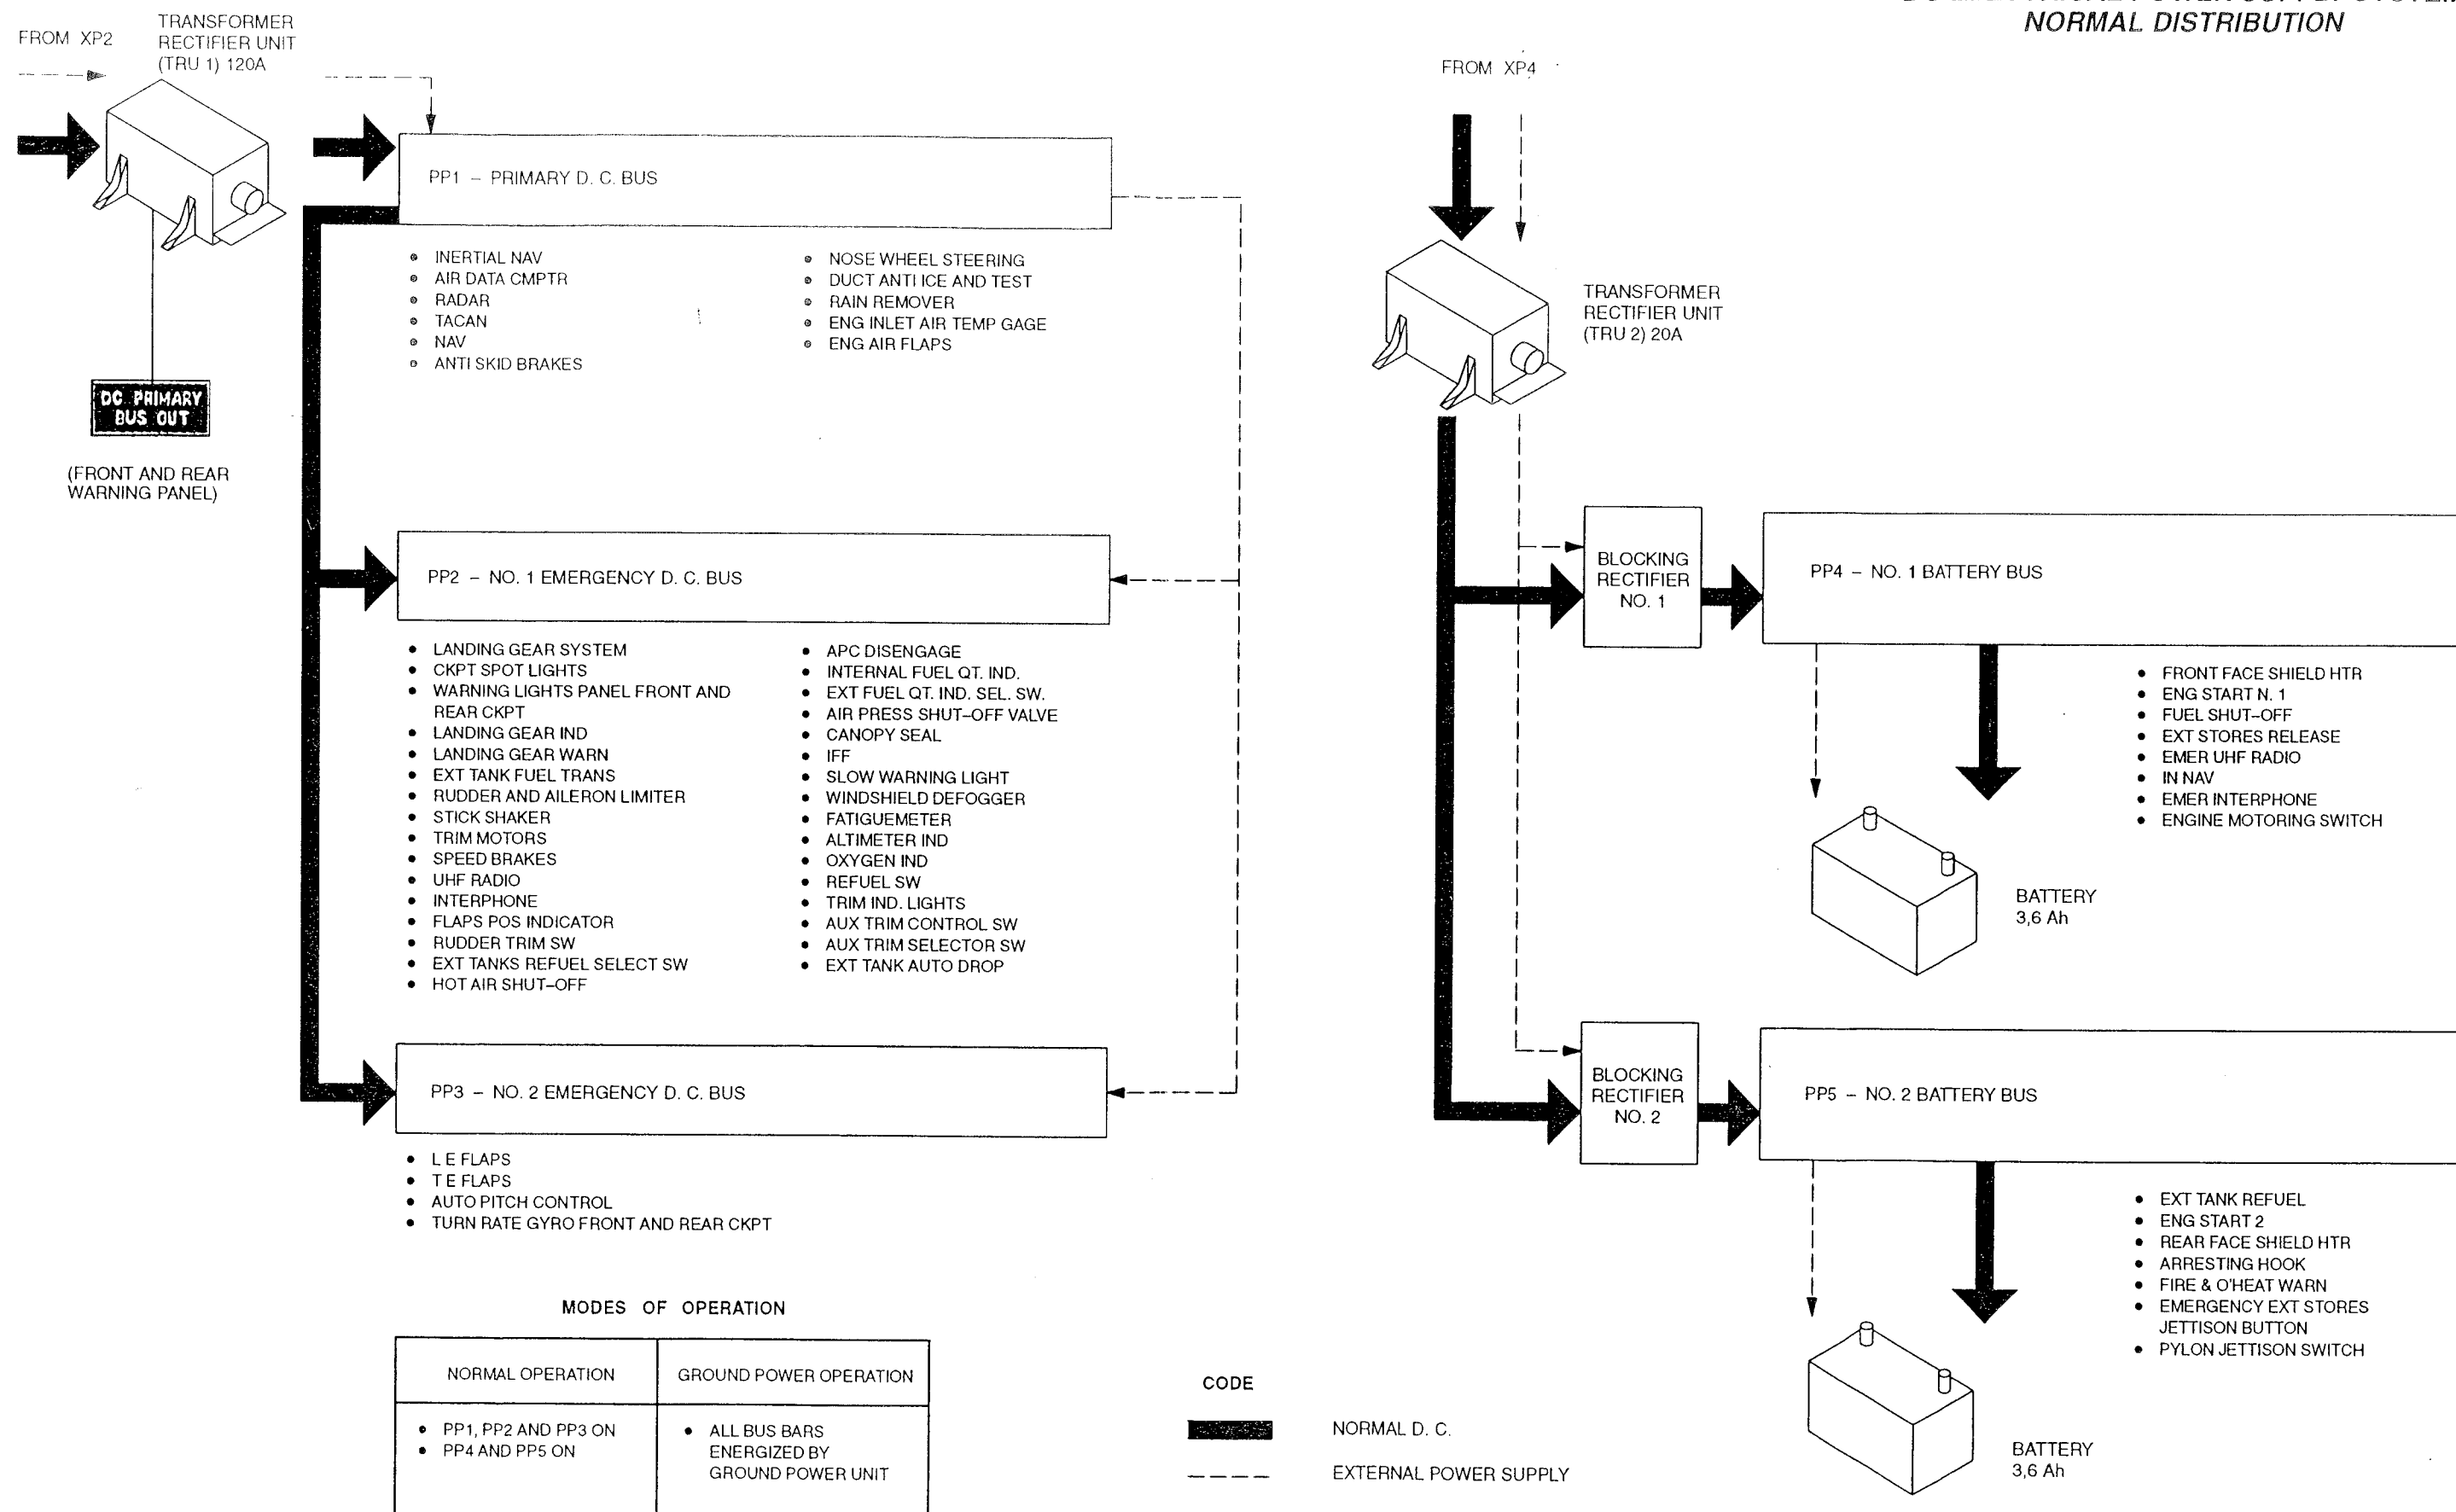 NORMAL DISTRIBUTION
FROM XP2
TRANSFORMER
RECTIFIER UNIT
(TRU 1) 120A
PP1 – PRIMARY D. C. BUS
INERTIAL NAV
AIR DATA CMPTR
RADAR
TACAN
NAV
ANTI SKID BRAKES
NOSE WHEEL STEERING
DUCT ANTI ICE AND TEST
RAIN REMOVER
ENG INLET AIR TEMP GAGE
ENG AIR FLAPS
DC PRIMARY
BUS OUT
(FRONT AND REAR
WARNING PANEL)
PP2 – NO. 1 EMERGENCY D. C. BUS
LANDING GEAR SYSTEM
CKPT SPOT LIGHTS
WARNING LIGHTS PANEL FRONT AND
REAR CKPT
LANDING GEAR IND
LANDING GEAR WARN
EXT TANK FUEL TRANS
RUDDER AND AILERON LIMITER
STICK SHAKER
TRIM MOTORS
SPEED BRAKES
UHF RADIO
INTERPHONE
FLAPS POS INDICATOR
RUDDER TRIM SW
EXT TANKS REFUEL SELECT SW
HOT AIR SHUT–OFF
APC DISENGAGE
INTERNAL FUEL QT. IND.
EXT FUEL QT. IND. SEL. SW.
AIR PRESS SHUT–OFF VALVE
CANOPY SEAL
IFF
SLOW WARNING LIGHT
WINDSHIELD DEFOGGER
FATIGUEMETER
ALTIMETER IND
OXYGEN IND
REFUEL SW
TRIM IND. LIGHTS
AUX TRIM CONTROL SW
AUX TRIM SELECTOR SW
EXT TANK AUTO DROP
PP3 – NO. 2 EMERGENCY D. C. BUS
L E FLAPS
T E FLAPS
AUTO PITCH CONTROL
TURN RATE GYRO FRONT AND REAR CKPT
MODES OF OPERATION
NORMAL OPERATION
PP1, PP2 AND PP3 ON
PP4 AND PP5 ON
GROUND POWER OPERATION
ALL BUS BARS
ENERGIZED BY
GROUND POWER UNIT
FROM XP4
TRANSFORMER
RECTIFIER UNIT
(TRU 2) 20A
BLOCKING
RECTIFIER
NO. 1
PP4 – NO. 1 BATTERY BUS
FRONT FACE SHIELD HTR
ENG START N. 1
FUEL SHUT–OFF
EXT STORES RELEASE
EMER UHF RADIO
IN NAV
EMER INTERPHONE
ENGINE MOTORING SWITCH
BATTERY
3,6 Ah
BLOCKING
RECTIFIER
NO. 2
PP5 – NO. 2 BATTERY BUS
EXT TANK REFUEL
ENG START 2
REAR FACE SHIELD HTR
ARRESTING HOOK
FIRE & O'HEAT WARN
EMERGENCY EXT STORES
JETTISON BUTTON
PYLON JETTISON SWITCH
BATTERY
3,6 Ah
CODE
NORMAL D. C.
EXTERNAL POWER SUPPLY